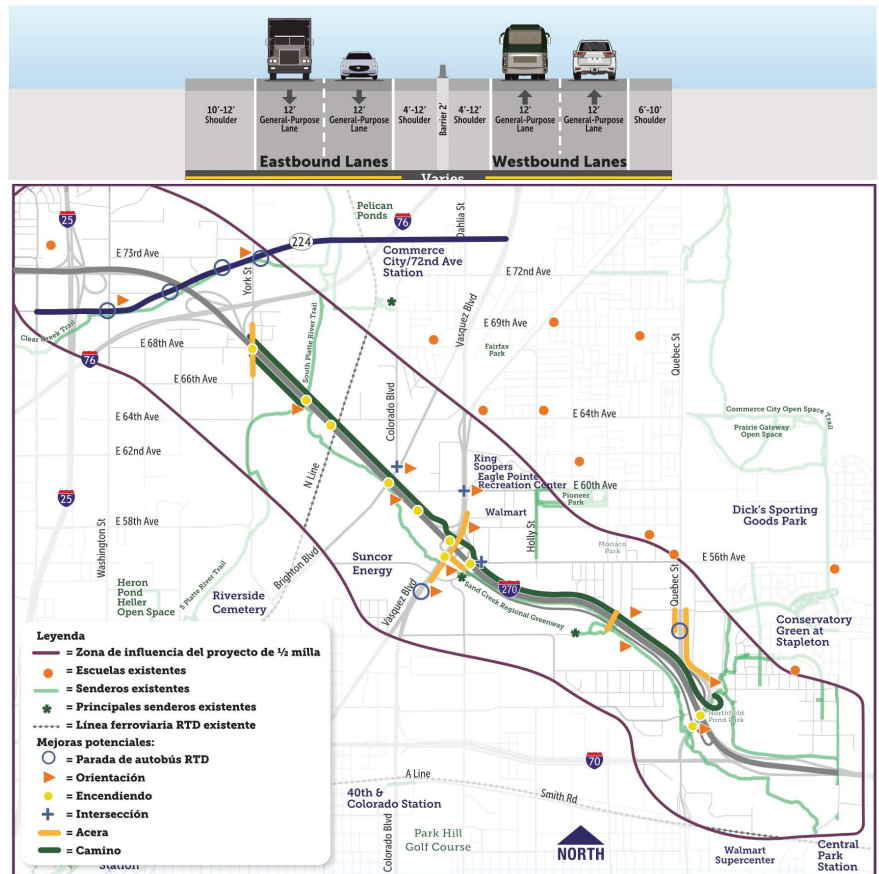 10'-12'
Shoulder
12'
General-Purpose
Lane
12'
General-Purpose
Lane
4'-12'
Shoulder
Barrier 2'
4'-12'
Shoulder
12'
General-Purpose
Lane
12'
General-Purpose
Lane
6'-10'
Shoulder
Eastbound Lanes
Westbound Lanes
Varies
25
Pelican
Ponds
76
Dahlia St
224
E 73rd Ave
York St
Commerce
City/72nd Ave
Station
E 72nd Ave
Clear Creek Trail
South Platte River Trail
Vasquez Blvd
E 69th Ave
Fairfax
Park
Quebec St
E 68th Ave
76
E 66th Ave
Colorado Blvd
E 64th Ave
E 64th Ave
Commerce City Open Space Trail
Prairie Gateway
Open Space
E 62nd Ave
N Line
King
Soopers
Eagle Pointe
Recreation Center
E 60th Ave
Pioneer
Park
25
Walmart
Dick's Sporting
Goods Park
E 58th Ave
Washington St
Holly St
Monaco
Park
E 56th Ave
Brighton Blvd
Suncor
Energy
Quebec St
Heron
Pond
Heller
Open Space
S Platte River Trail
Riverside
Cemetery
Vasquez Blvd
Sand Creek Regional Greenway
270
Conservatory
Green at
Stapleton
Northfield
Pond Park
Leyenda
= Zona de influencia del proyecto de ½ milla
= Escuelas existentes
= Senderos existentes
= Principales senderos existentes
= Línea ferroviaria RTD existente
Mejoras potenciales:
= Parada de autobús RTD
= Orientación
= Encendiendo
= Intersección
= Acera
= Camino
70
A Line
Smith Rd
40th &
Colorado Station
Colorado Blvd
Park Hill
Golf Course
NORTH
Walmart
Supercenter
Central
Park
Station
Station